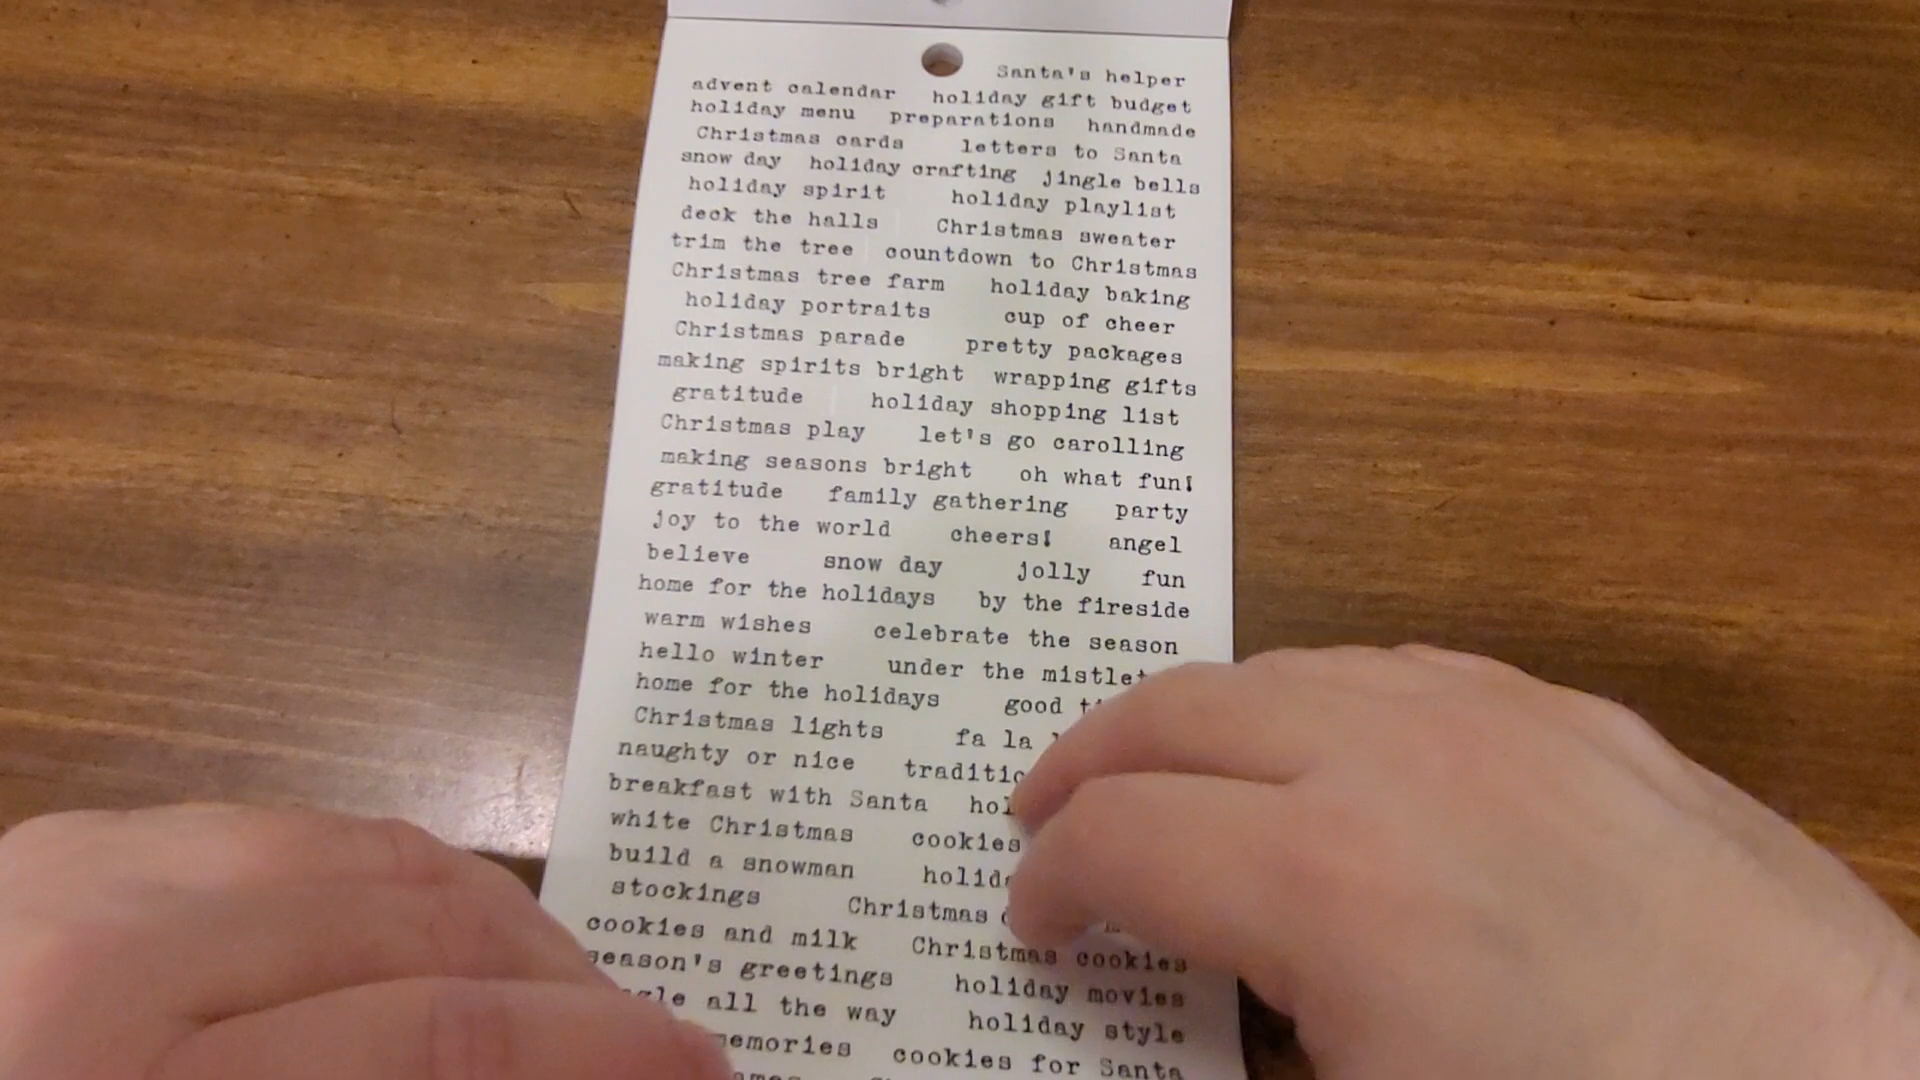 Santa's helper
advent calendar holiday gift budget
holiday menu preparations handmade
Christmas cards letters to Santa
snow day holiday crafting jingle bells
holiday spirit holiday playlist
deck the halls Christmas sweater
trim the tree countdown to Christmas
Christmas tree farm holiday baking
holiday portraits cup of cheer
Christmas parade pretty packages
making spirits bright wrapping gifts
gratitude holiday shopping list
Christmas play let's go carolling
making seasons bright oh what fun!
gratitude family gathering party
joy to the world cheers! angel
believe snow day jolly fun
home for the holidays by the fireside
warm wishes celebrate the season
hello winter under the
home for the holidays good
Christmas lights fa la
naughty or nice
breakfast with Santa
white Christmas cookies
build a snowman
stockings Christmas
cookies and milk Christmas cookies
season's greetings holiday movies
all the way holiday style
memories cookies for Santa